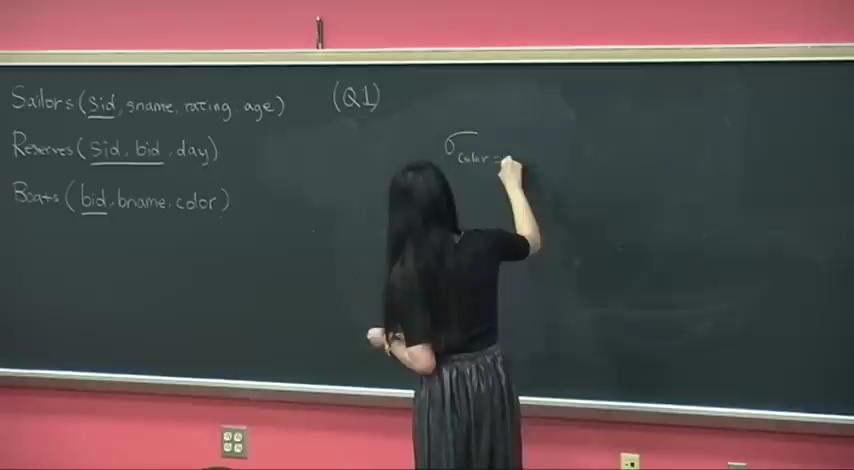 Sailors(sid, sname, rating, age)
Reserves(sid, bid, day)
Boats(bid, bname, color)
(Q1)
σ color =